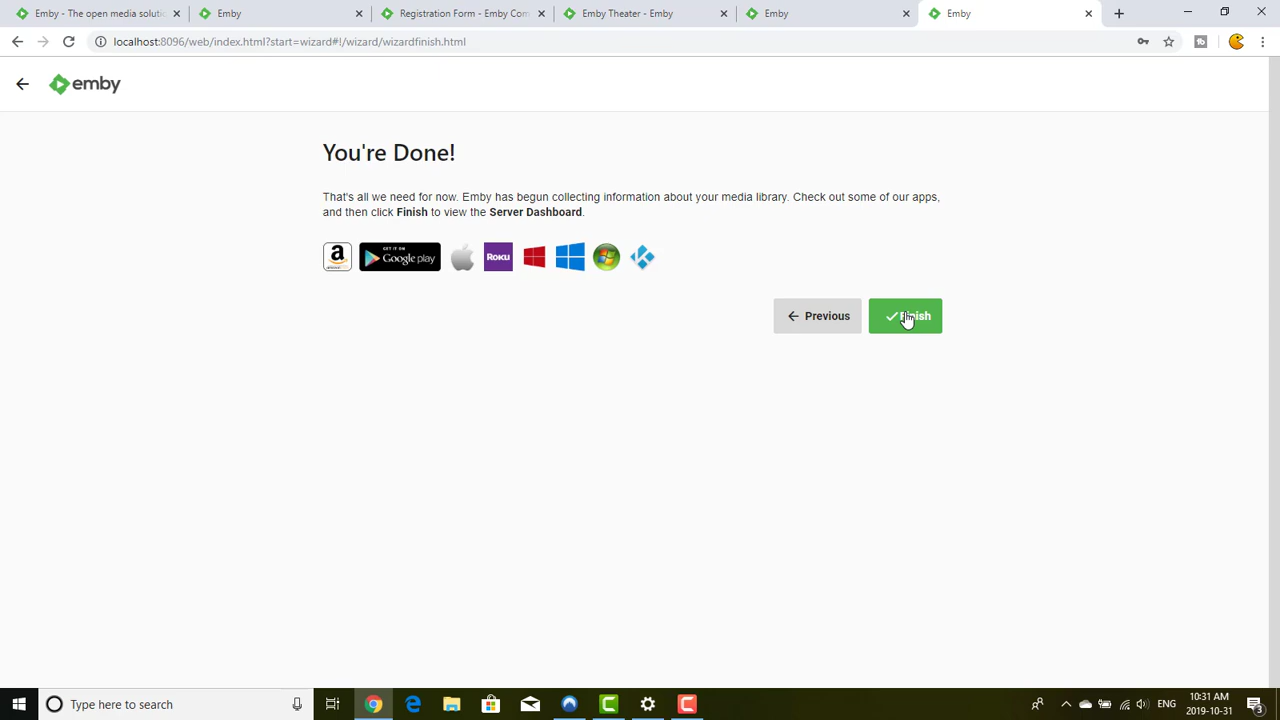 Emby - The open media soluti
Emby
Registration Form - Emby Com
Emby Theater - Emby
Emby
Emby
localhost:8096/web/index.html?start=wizard#!/wizard/wizardfinish.html
emby
You're Done!
That's all we need for now. Emby has begun collecting information about your media library. Check out some of our apps,
and then click Finish to view the Server Dashboard.
a
GET IT ON
Google play
Roku
Previous
Finish
Type here to search
ENG
10:31 AM
2019-10-31
3